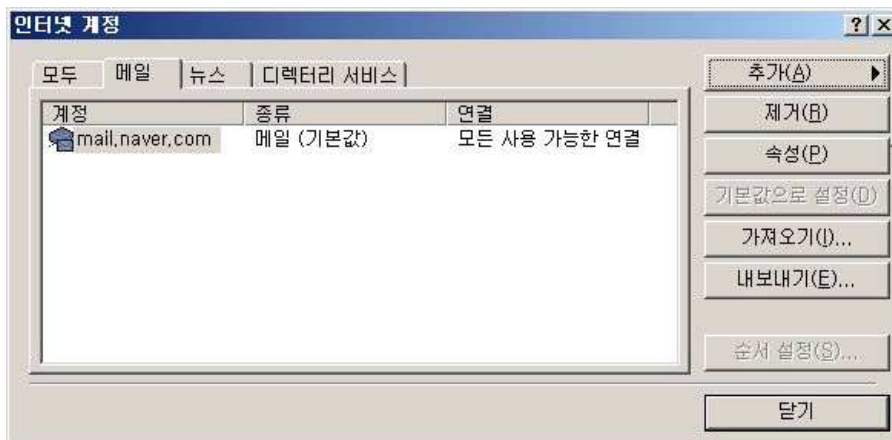 인터넷 계정
모두 메일 뉴스 디렉터리 서비스
계정 종류 연결
mail.naver.com 메일 (기본값) 모든 사용 가능한 연결
추가(A)
제거(R)
속성(P)
기본값으로 설정(D)
가져오기(I)...
내보내기(E)...
순서 설정(S)...
닫기